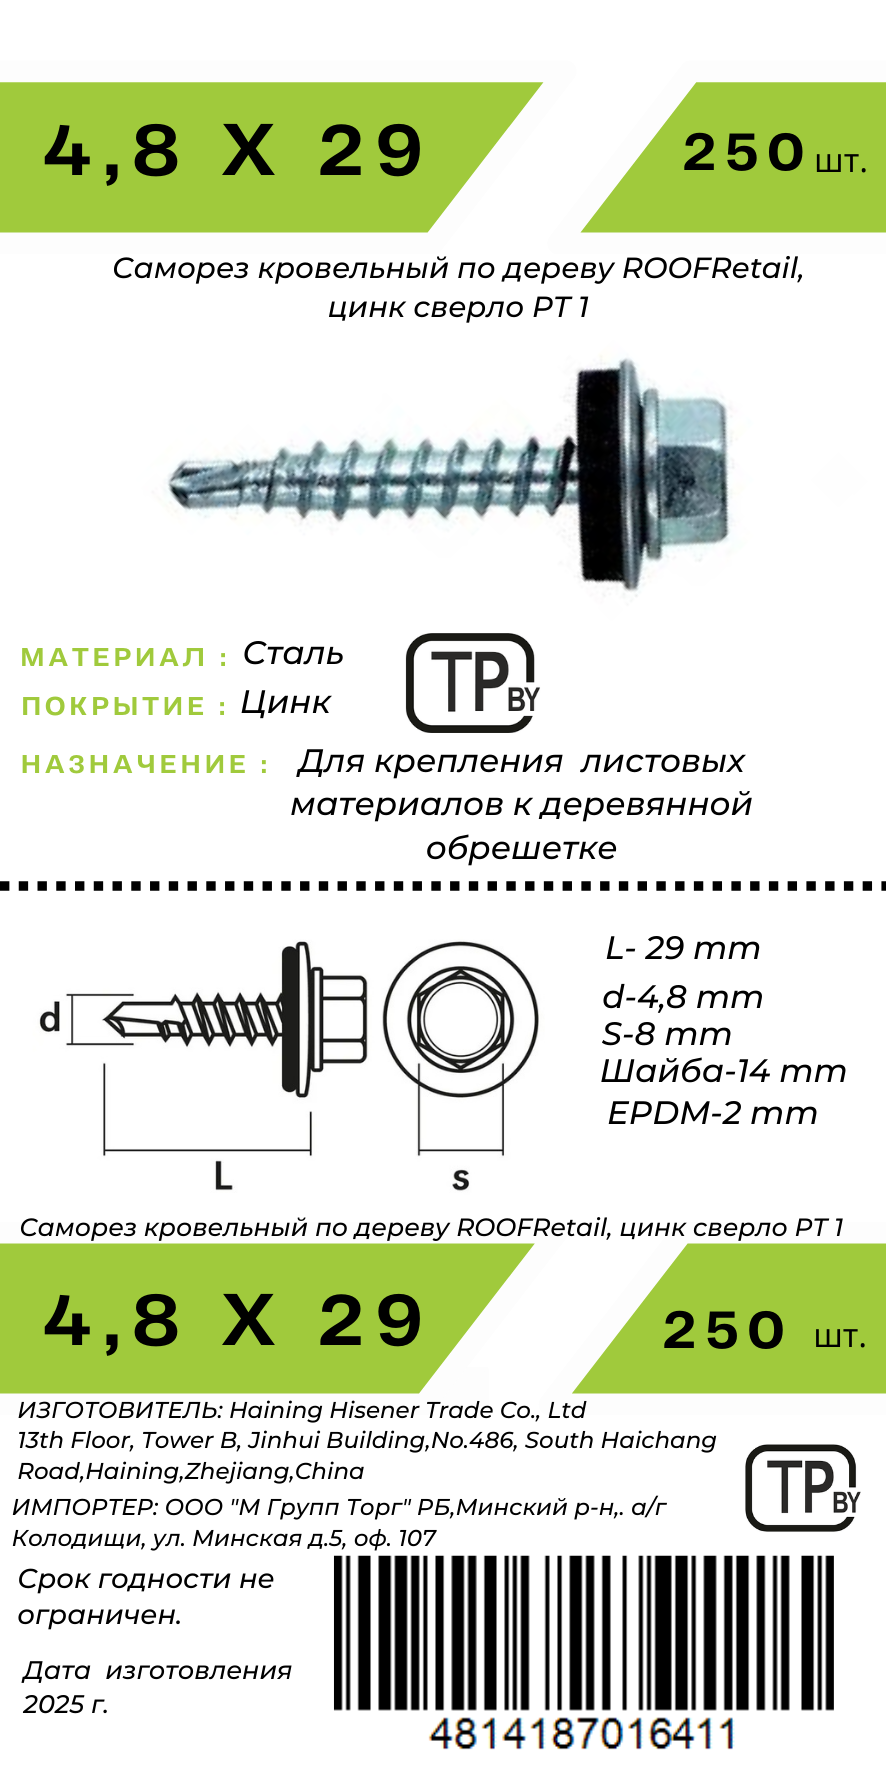 4,8 X 29
250 шт.
Саморез кровельный по дереву ROOFRetail,
цинк сверло РТ 1
МАТЕРИАЛ : Сталь
ПОКРЫТИЕ : Цинк
TP BY
НАЗНАЧЕНИЕ : Для крепления листовых
материалов к деревянной
обрешетке
d
L
s
L- 29 mm
d-4,8 mm
S-8 mm
Шайба-14 mm
EPDM-2 mm
Саморез кровельный по дереву ROOFRetail, цинк сверло РТ 1
4,8 X 29
250 шт.
ИЗГОТОВИТЕЛЬ: Haining Hisener Trade Co., Ltd
13th Floor, Tower B, Jinhui Building,No.486, South Haichang
Road,Haining,Zhejiang,China
TP BY
ИМПОРТЕР: ООО "М Групп Торг" РБ,Минский р-н,. а/г
Колодищи, ул. Минская д.5, оф. 107
Срок годности не
ограничен.
Дата изготовления
2025 г.
4814187016411